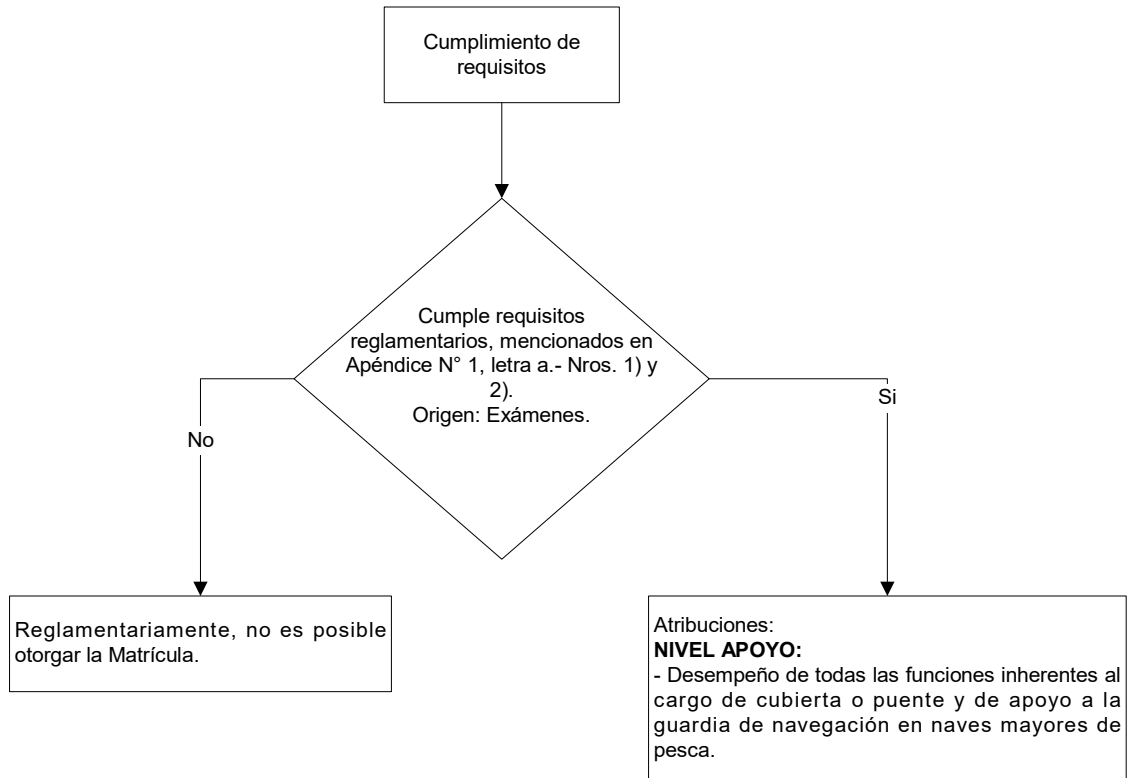 Cumplimiento de
requisitos
Cumple requisitos
reglamentarios, mencionados en
Apéndice N° 1, letra a.- Nros. 1) y
2).
Origen: Exámenes.
No
Si
Reglamentariamente, no es posible
otorgar la Matrícula.
Atribuciones:
NIVEL APOYO:
- Desempeño de todas las funciones inherentes al
cargo de cubierta o puente y de apoyo a la
guardia de navegación en naves mayores de
pesca.